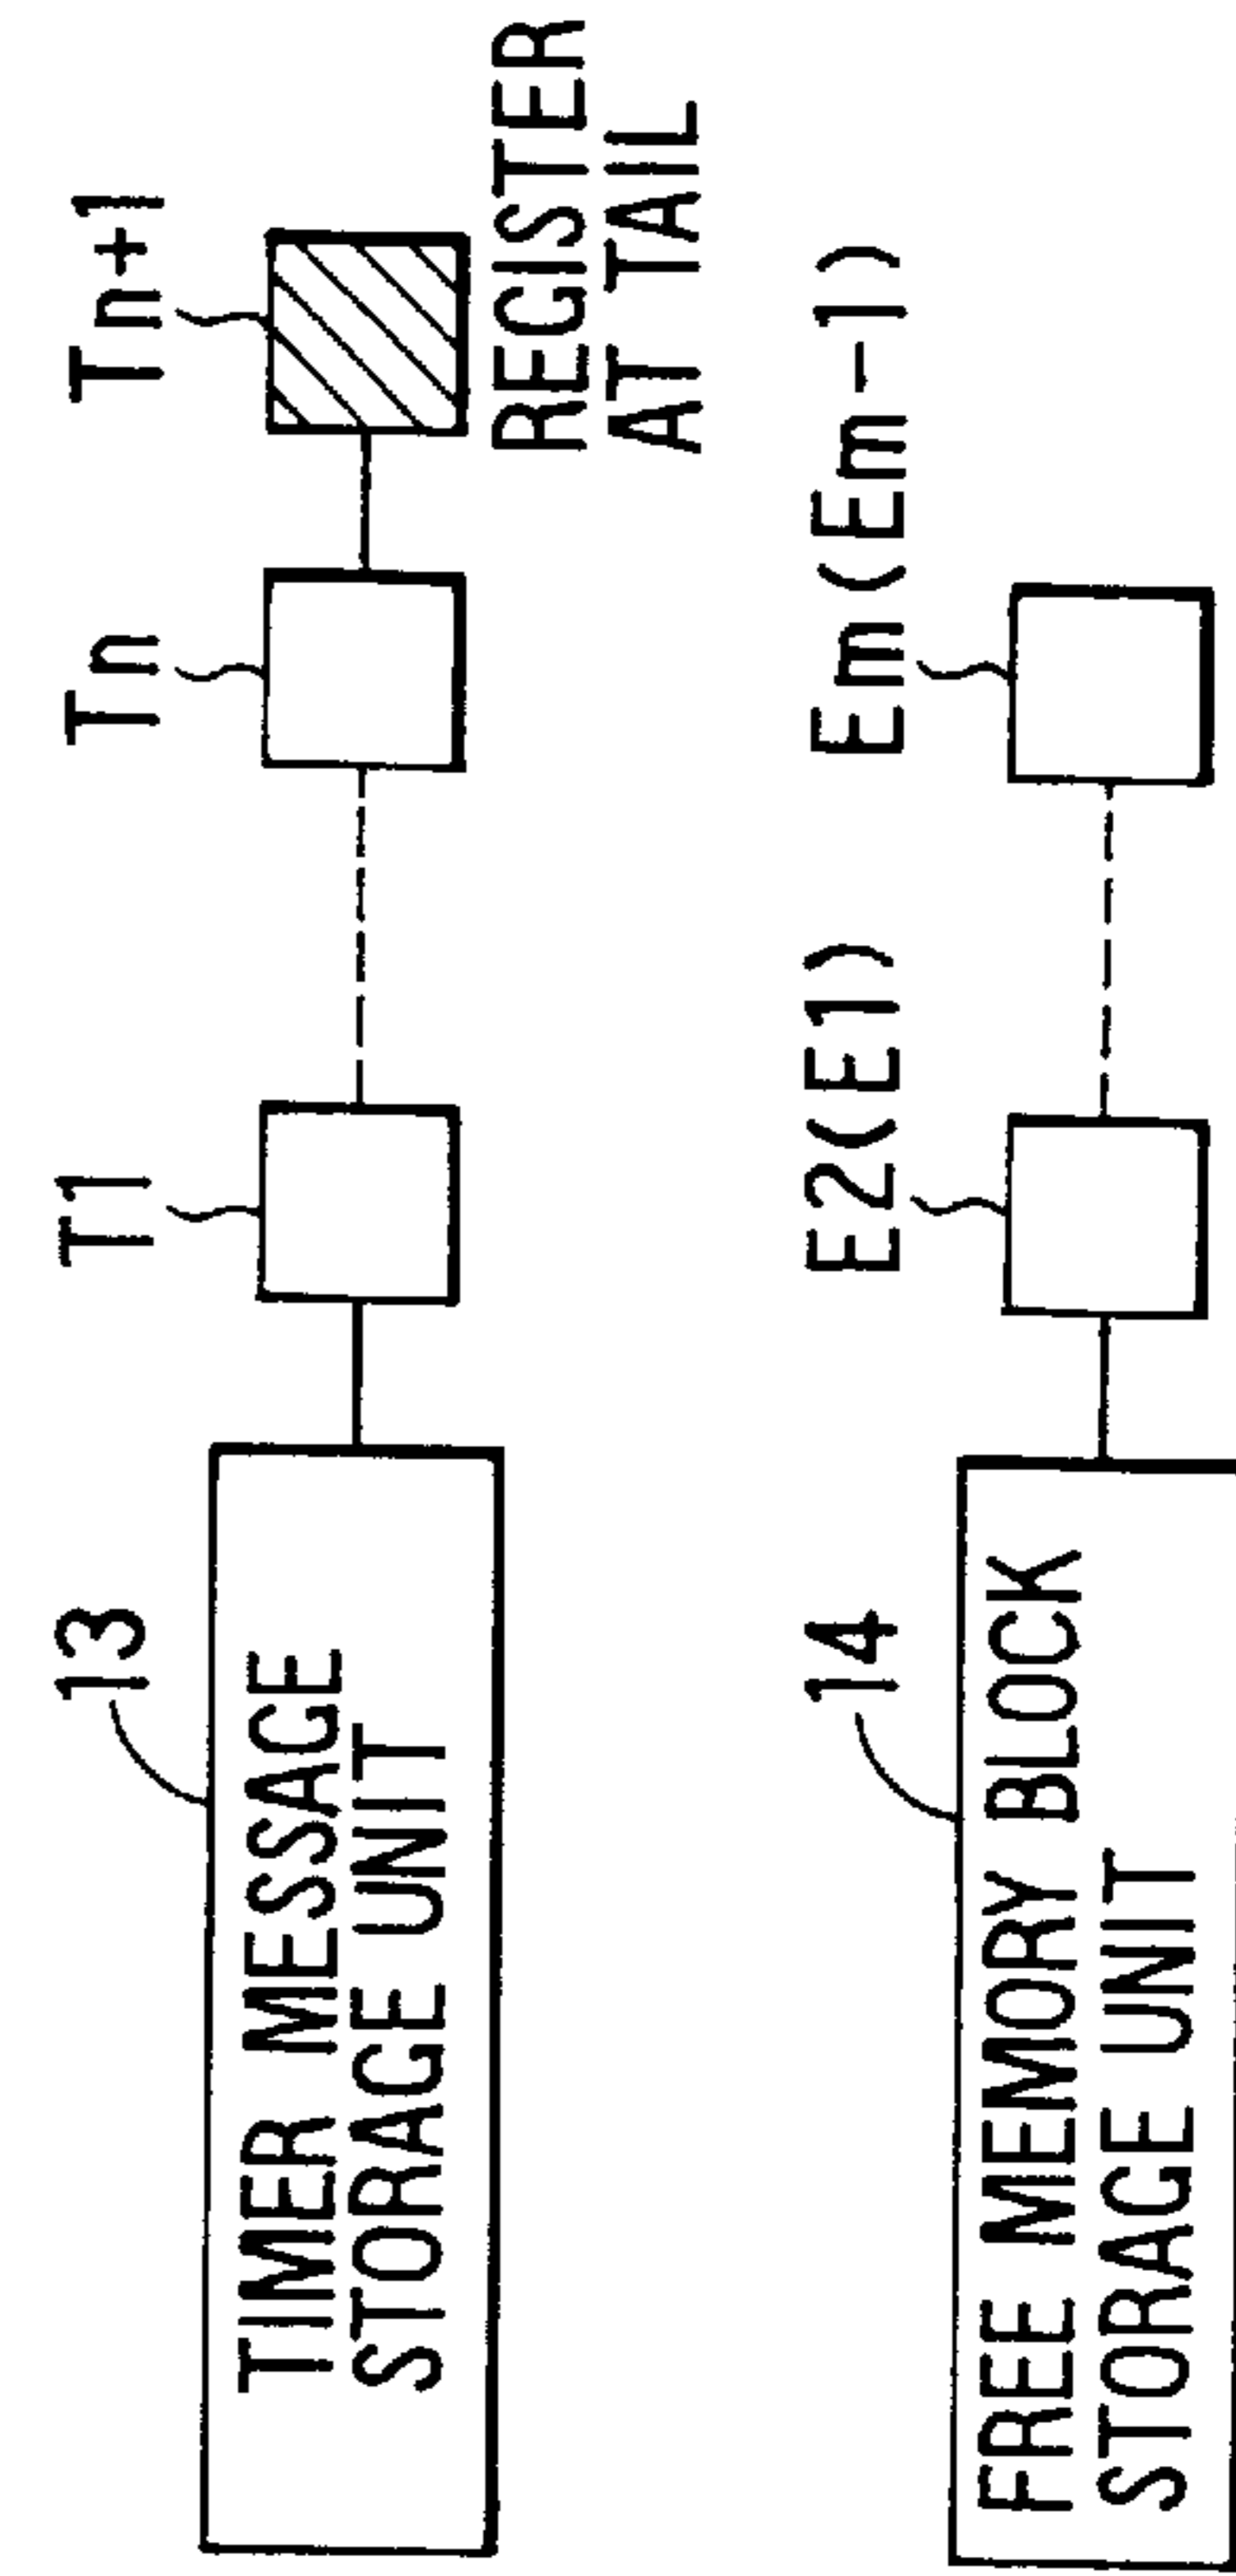 13
TIMER MESSAGE
STORAGE UNIT
T1
Tn
Tn+1
REGISTER
AT TAIL
14
FREE MEMORY BLOCK
STORAGE UNIT
E2(E1)
Em(Em-1)